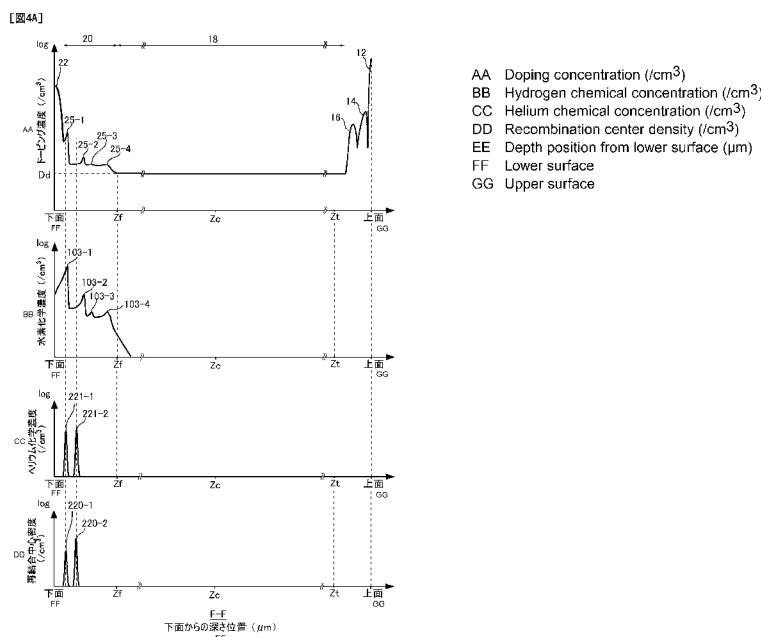 [図4A]
20
18
log
22
12
14
16
25-1
25-2
25-3
25-4
AA
ドーピング濃度(/cm³)
Dd
下面
FF
Zf
Zc
Zt
上面
GG
log
103-1
103-2
103-3
103-4
BB
水素化学濃度(/cm³)
下面
FF
Zf
Zc
Zt
上面
GG
log
221-1
221-2
CC
ヘリウム化学濃度
(/cm³)
下面
FF
Zf
Zc
Zt
上面
GG
log
220-1
220-2
DD
再結合中心密度
(/cm³)
下面
FF
Zf
Zc
Zt
上面
GG
F-F
下面からの深さ位置(μm)
EE
AA Doping concentration (/cm³)
BB Hydrogen chemical concentration (/cm³)
CC Helium chemical concentration (/cm³)
DD Recombination center density (/cm³)
EE Depth position from lower surface (μm)
FF Lower surface
GG Upper surface